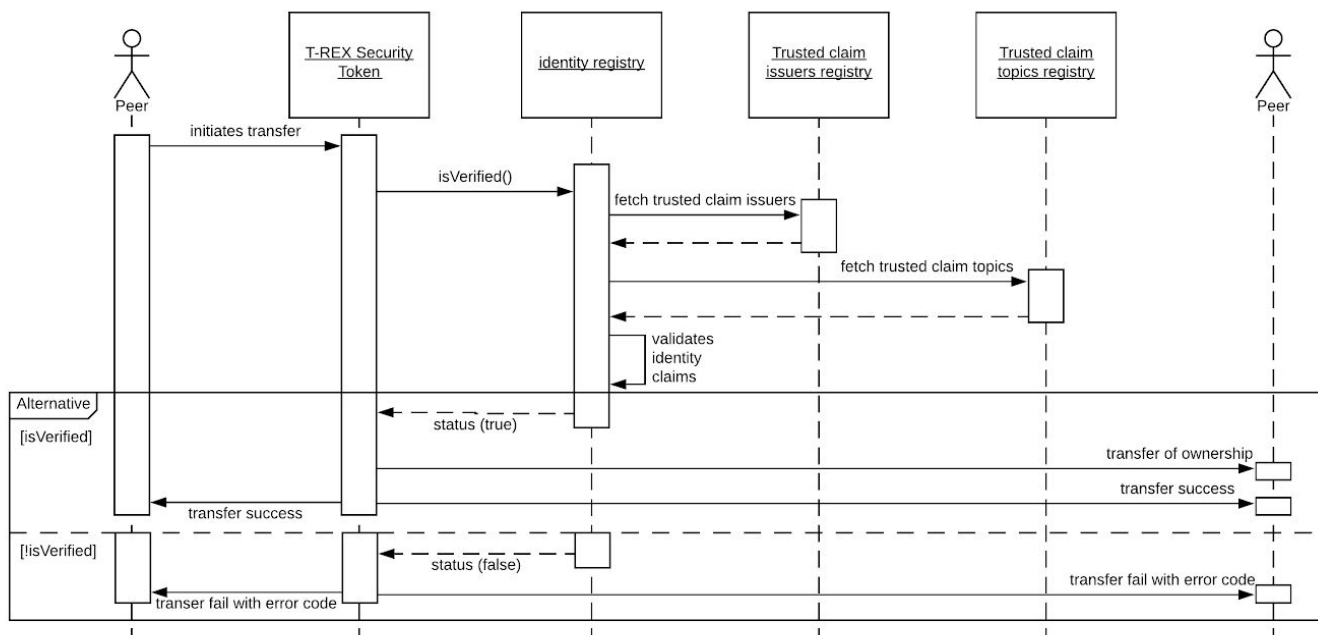 T-REX Security
Token
identity registry
Trusted claim
issuers registry
Trusted claim
topics registry
Peer
Peer
initiates transfer
isVerified()
fetch trusted claim issuers
fetch trusted claim topics
validates
identity
claims
Alternative
[isVerified]
status (true)
transfer of ownership
transfer success
transfer success
[!isVerified]
status (false)
transer fail with error code
transfer fail with error code